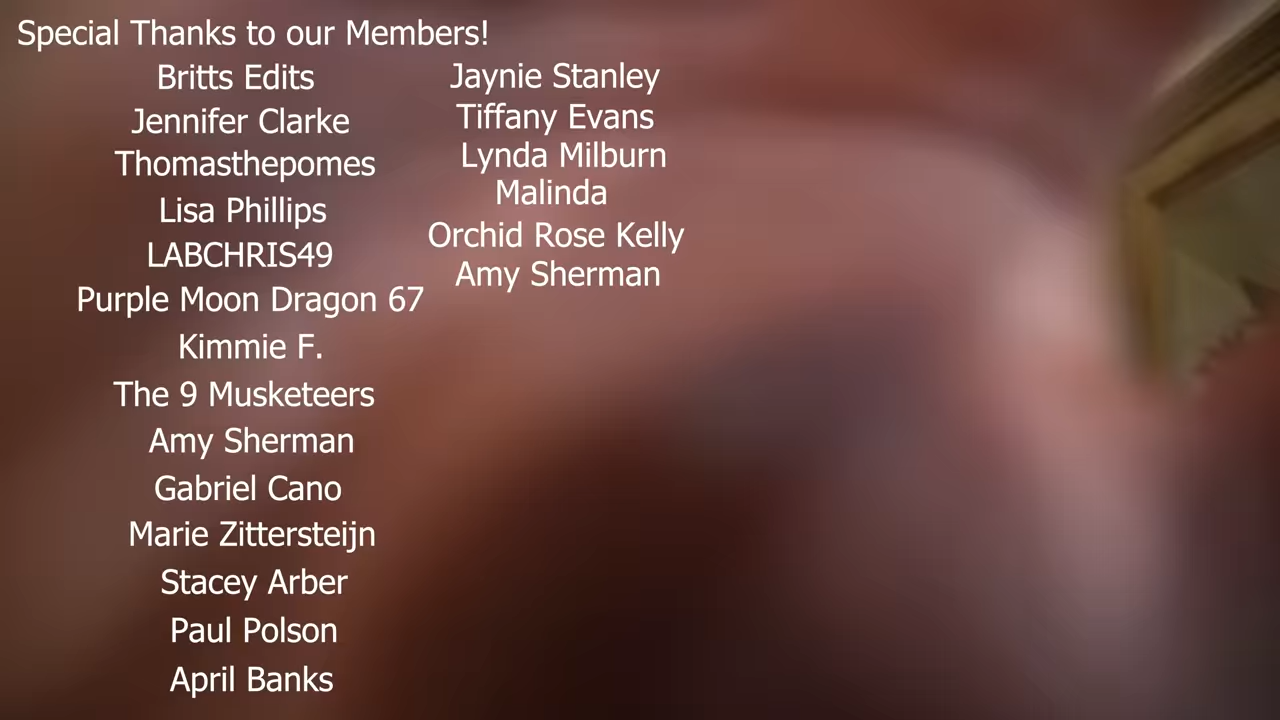 Special Thanks to our Members!
Britts Edits
Jennifer Clarke
Thomasthepomes
Lisa Phillips
LABCHRIS49
Purple Moon Dragon 67
Kimmie F.
The 9 Musketeers
Amy Sherman
Gabriel Cano
Marie Zittersteijn
Stacey Arber
Paul Polson
April Banks
Jaynie Stanley
Tiffany Evans
Lynda Milburn
Malinda
Orchid Rose Kelly
Amy Sherman